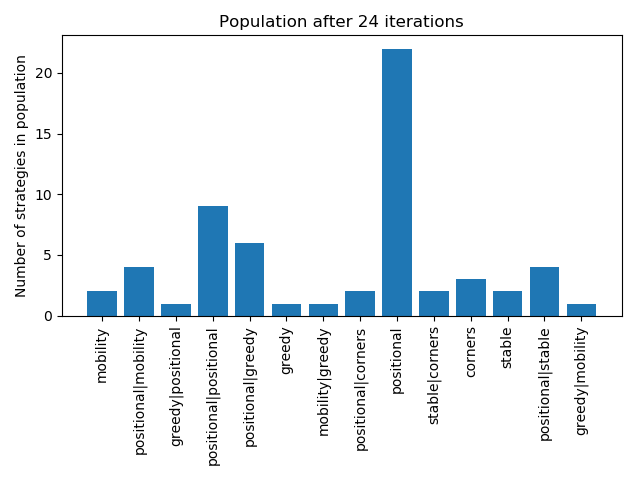 Population after 24 iterations
Number of strategies in population
20
15
10
5
0
mobility
positional|mobility
greedy|positional
positional|positional
positional|greedy
greedy
mobility|greedy
positional|corners
positional
stable|corners
corners
stable
positional|stable
greedy|mobility